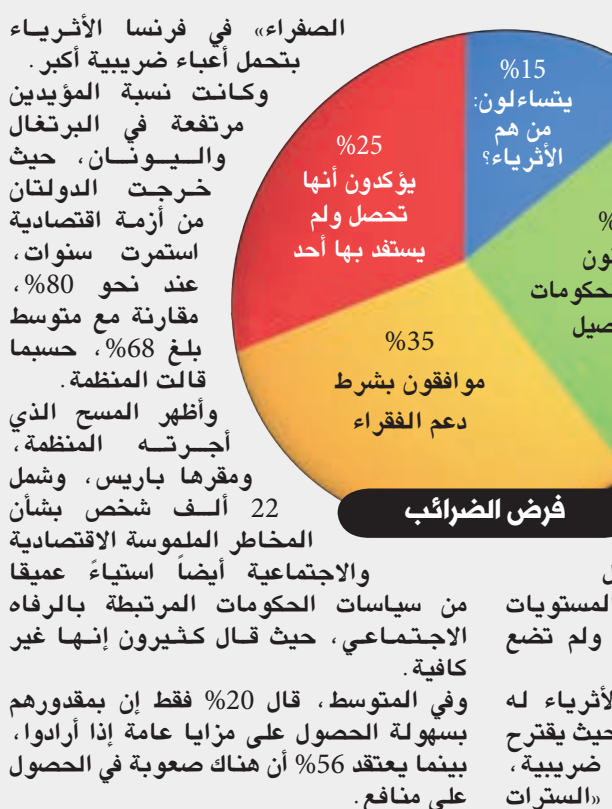 الصفراء» في فرنسا الأثرياء
بتحمل أعباء ضريبية أكبر.
وكانت نسبة المؤيدين
مرتفعة في البرتغال
واليونان، حيث
خرجت الدولتان
من أزمة اقتصادية
استمرت سنوات،
عند نحو 80%،
مقارنة مع متوسط
بلغ 68%، حسبما
قالت المنظمة.
وأظهر المسح الذي
أجرته المنظمة،
ومقرها باريس، وشمل
22 ألف شخص بشأن
المخاطر الملموسة الاقتصادية
والاجتماعية أيضاً استياءً عميقا
من سياسات الحكومات المرتبطة بالرفاه
الاجتماعي، حيث قال كثيرون إنها غير
كافية.
وفي المتوسط، قال 20% فقط إن بمقدورهم
بسهولة الحصول على مزايا عامة إذا أرادوا،
بينما يعتقد 56% أن هناك صعوبة في الحصول
على منافع.
%15
يتساءلون:
من هم
الأثرياء؟
%25
يؤكدون أنها
تحصل ولم
يستفد بها أحد
%35
موافقون بشرط
دعم الفقراء
فرض الضرائب
المستويات
ولم تضع
له
حيث يقترح
ضريبية،
«السترات